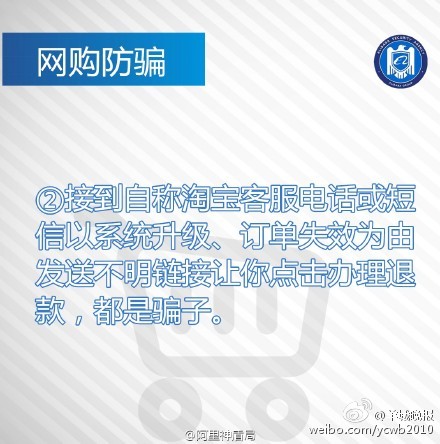 网购防骗
②接到自称淘宝客服电话或短
信以系统升级、订单失效为由
发送不明链接让你点击办理退
款，都是骗子。
@阿里神盾局
@羊城晚报
weibo.com/ycwb2010